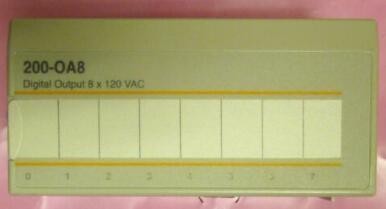 200-OA8
Digital Output 8 x 120 VAC
0 1 2 3 4 5 6 7